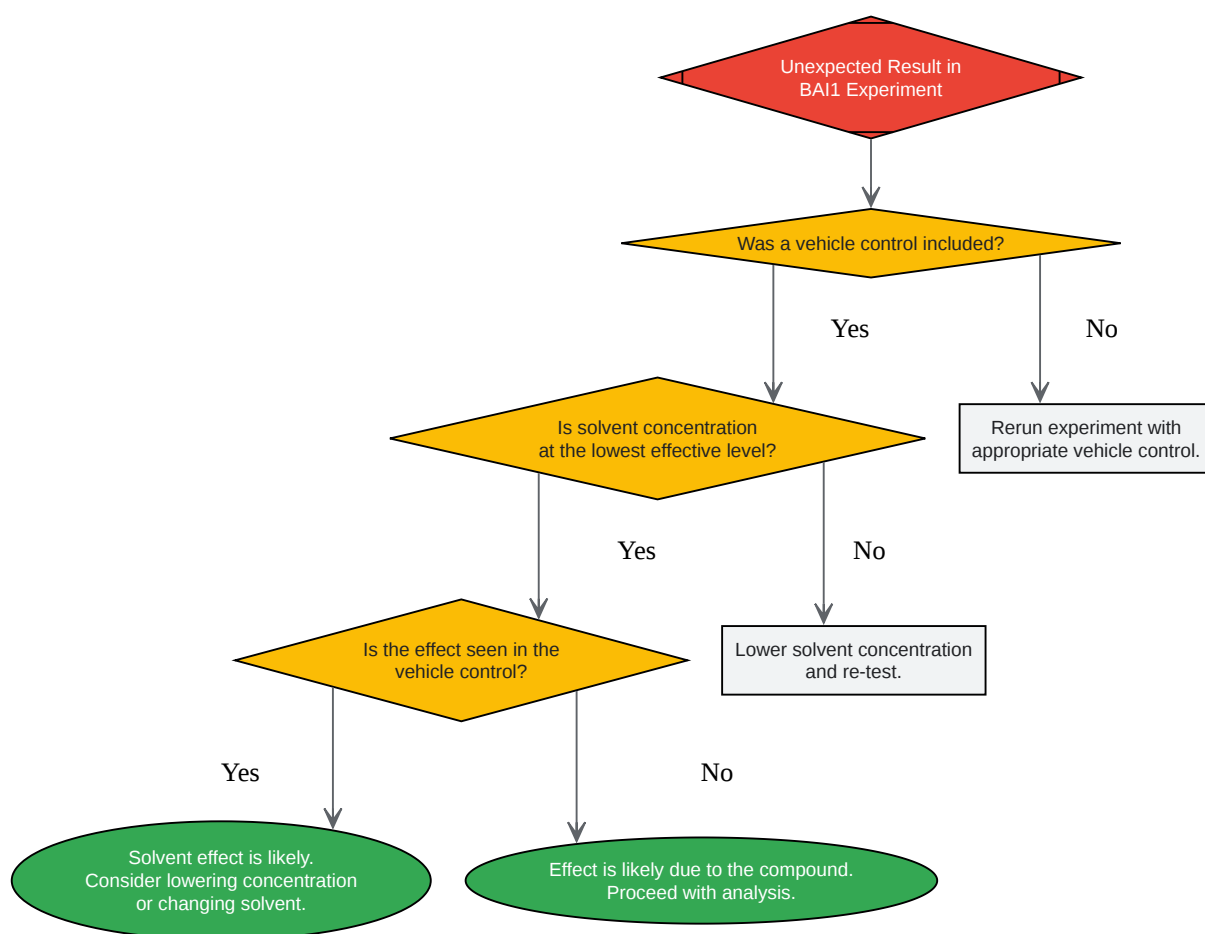 Unexpected Result in
BAI1 Experiment
Was a vehicle control included?
Yes
No
Is solvent concentration
at the lowest effective level?
Rerun experiment with
appropriate vehicle control.
Yes
No
Is the effect seen in the
vehicle control?
Lower solvent concentration
and re-test.
Yes
No
Solvent effect is likely.
Consider lowering concentration
or changing solvent.
Effect is likely due to the compound.
Proceed with analysis.